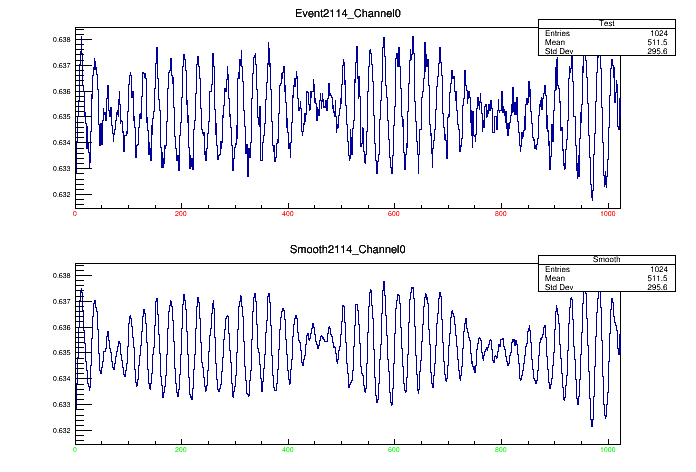 Event2114_Channel0
Test
Entries 1024
Mean 511.5
Std Dev 295.6
0.638
0.637
0.636
0.635
0.634
0.633
0.632
0 200 400 600 800 1000
Smooth2114_Channel0
Smooth
Entries 1024
Mean 511.5
Std Dev 295.6
0.638
0.637
0.636
0.635
0.634
0.633
0.632
0 200 400 600 800 1000